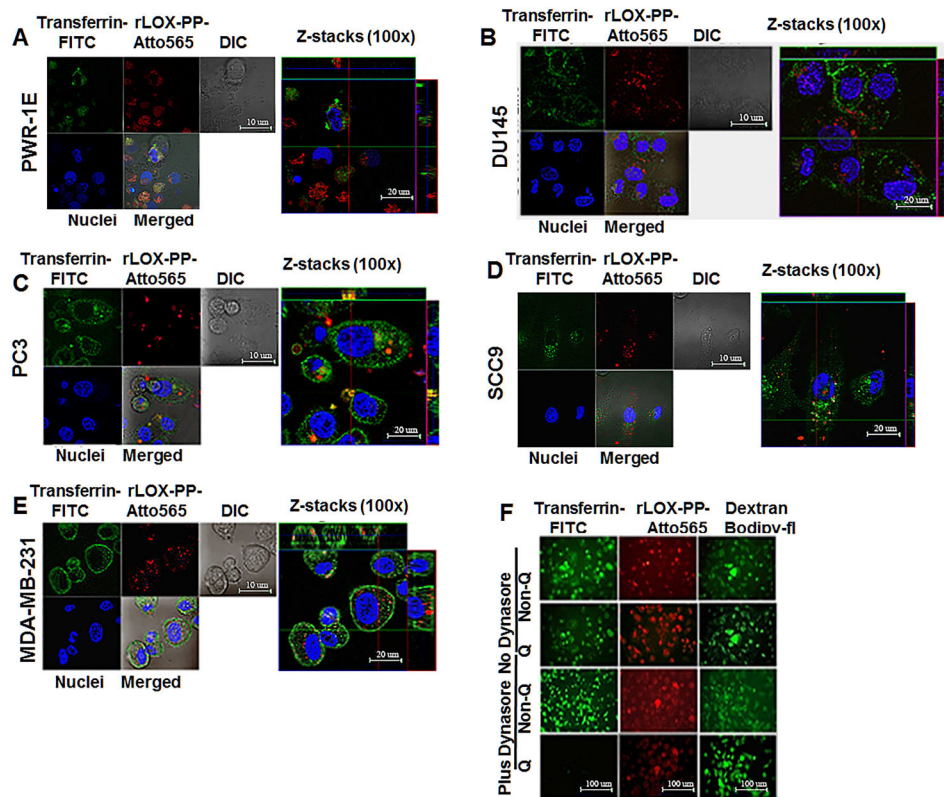 A
Transferrin- rLOX-PP-
FITC Atto565 DIC Z-stacks (100x)
PWR-1E
10 um
20 um
Nuclei Merged
B
Transferrin- rLOX-PP-
FITC Atto565 DIC Z-stacks (100x)
DU145
10 um
20 um
Nuclei Merged
C
Transferrin- rLOX-PP-
FITC Atto565 DIC Z-stacks (100x)
PC3
10 um
20 um
Nuclei Merged
D
Transferrin- rLOX-PP-
FITC Atto565 DIC Z-stacks (100x)
SCC9
10 um
20 um
Nuclei
Merged
E
Transferrin- rLOX-PP-
FITC Atto565 DIC Z-stacks (100x)
MDA-MB-231
10 um
20 um
Nuclei Merged
F
Transferrin- rLOX-PP- Dextran
FITC Atto565 Bodipy-fl
No Dynasore
Non-Q
Q
Plus Dynasore
Non-Q
Q
100 um 100 um 100 um